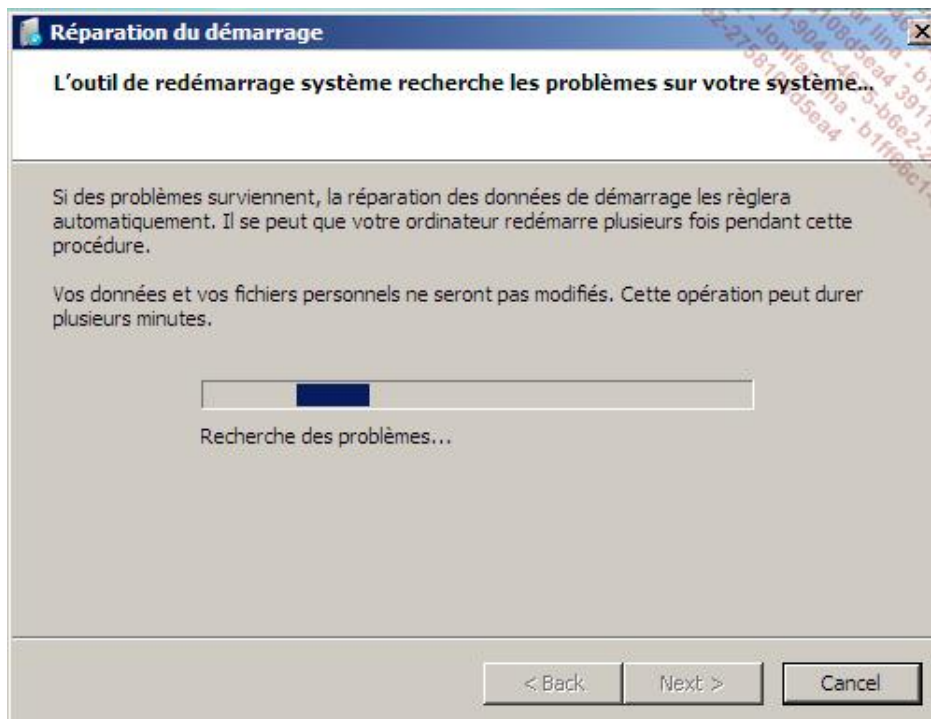 Réparation du démarrage
L'outil de redémarrage système recherche les problèmes sur votre système...
Si des problèmes surviennent, la réparation des données de démarrage les règlera
automatiquement. Il se peut que votre ordinateur redémarre plusieurs fois pendant cette
procédure.
Vos données et vos fichiers personnels ne seront pas modifiés. Cette opération peut durer
plusieurs minutes.
Recherche des problèmes...
< Back
Next >
Cancel